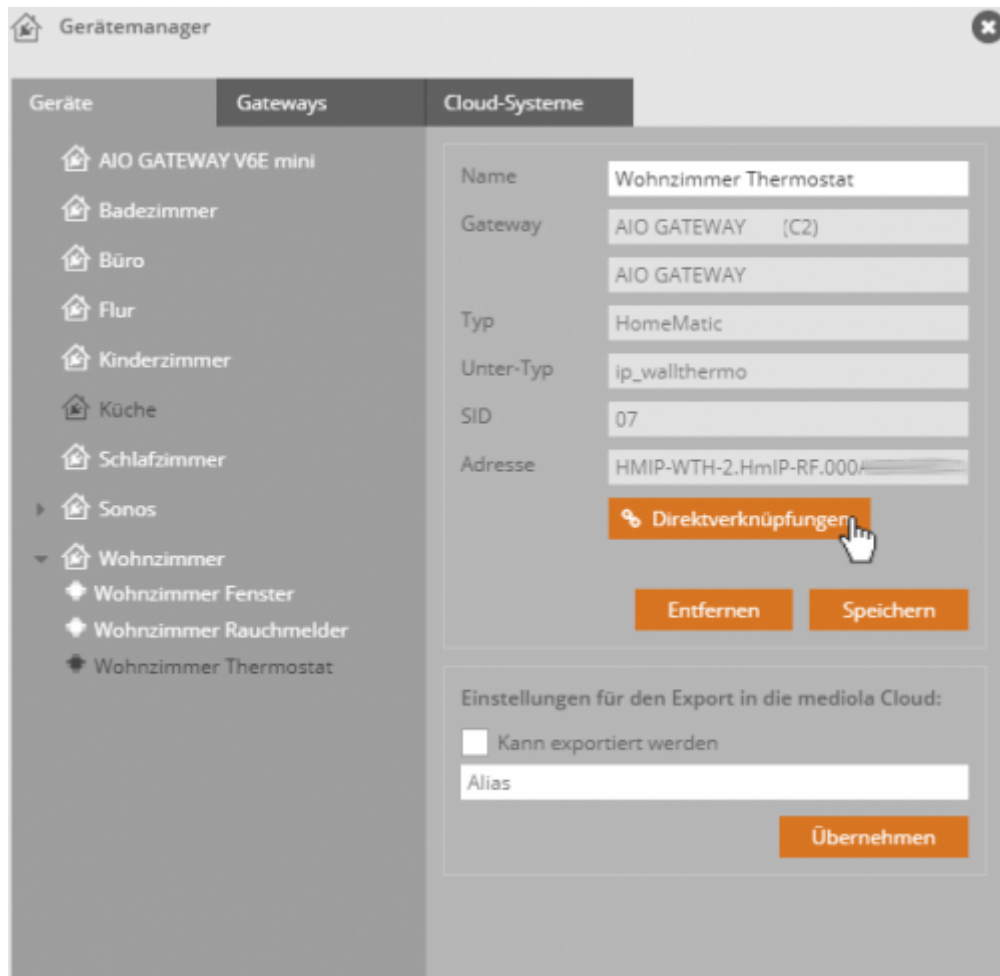 Gerätemanager
Geräte
Gateways
Cloud-Systeme
AIO GATEWAY V6E mini
Badezimmer
Büro
Flur
Kinderzimmer
Küche
Schlafzimmer
Sonos
Wohnzimmer
Wohnzimmer Fenster
Wohnzimmer Rauchmelder
Wohnzimmer Thermostat
Name Wohnzimmer Thermostat
Gateway AIO GATEWAY (C2)
AIO GATEWAY
Typ HomeMatic
Unter-Typ ip_wallthermo
SID 07
Adresse HMIP-WTH-2.HmIP-RF.000
Direktverknüpfungen
Entfernen Speichern
Einstellungen für den Export in die mediola Cloud:
Kann exportiert werden
Alias
Übernehmen